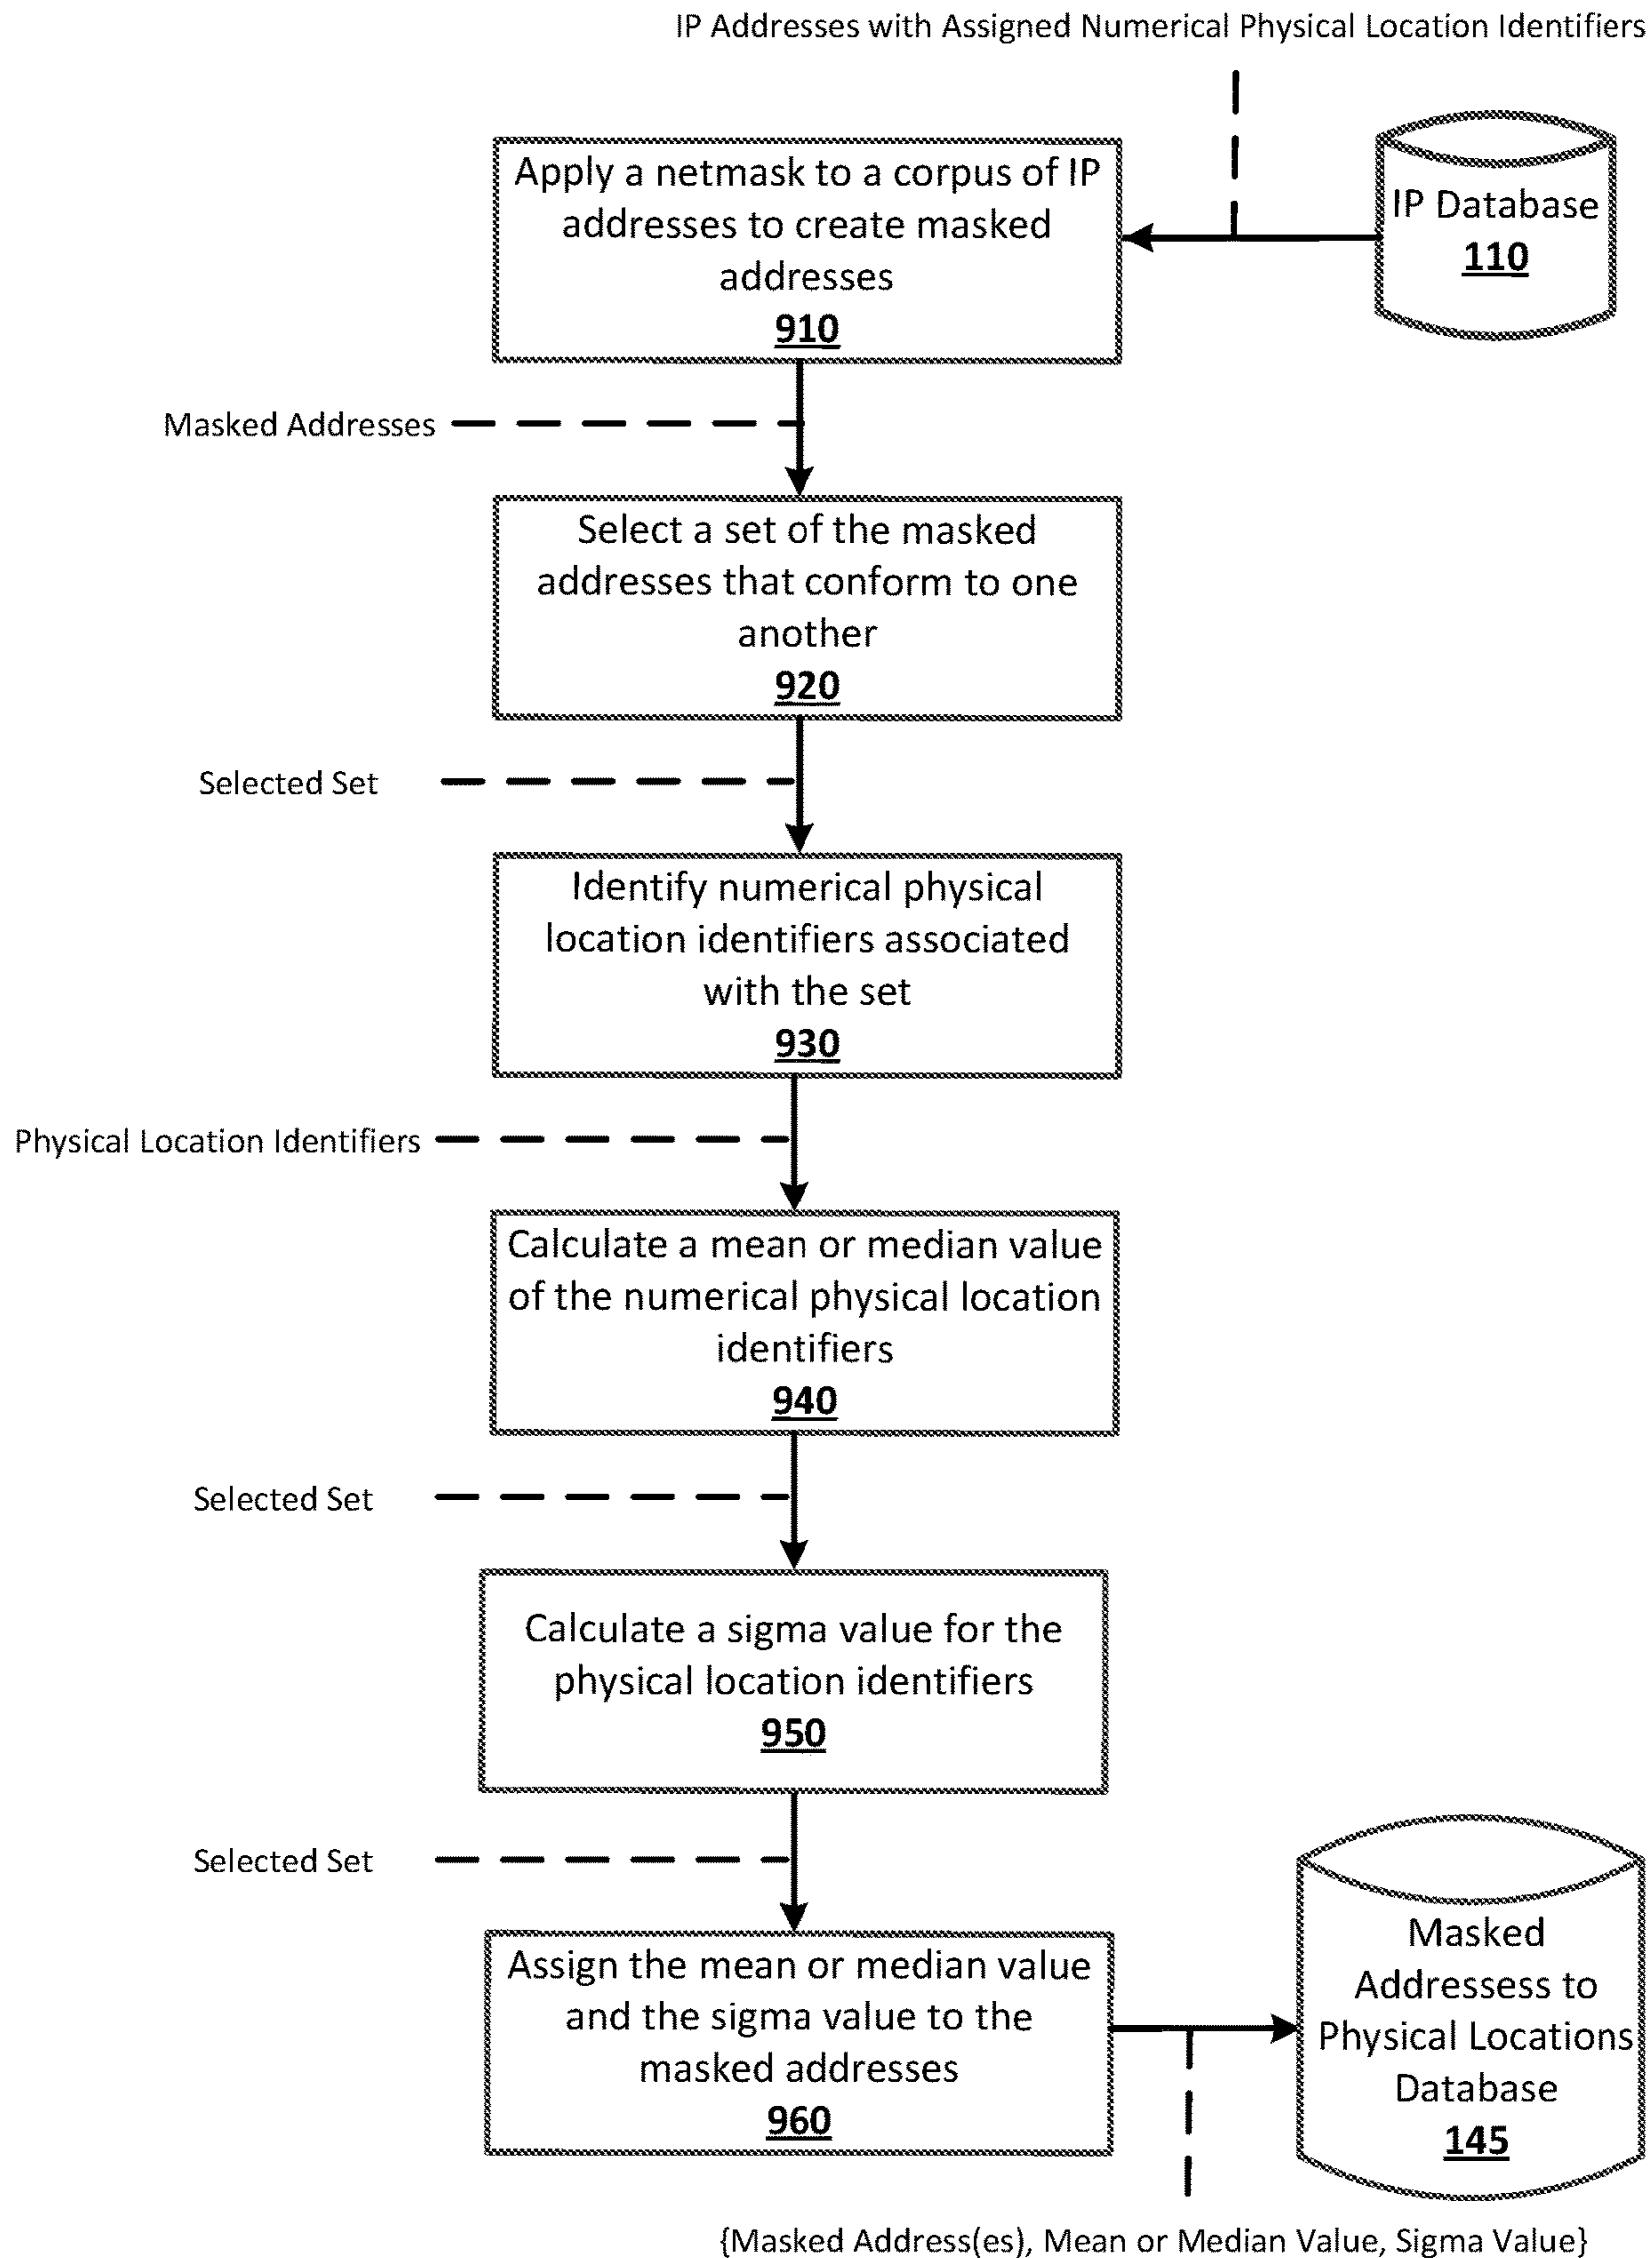 IP Addresses with Assigned Numerical Physical Location Identifiers
Apply a netmask to a corpus of IP
addresses to create masked
addresses
910
IP Database
110
Masked Addresses
Select a set of the masked
addresses that conform to one
another
920
Selected Set
Identify numerical physical
location identifiers associated
with the set
930
Physical Location Identifiers
Calculate a mean or median value
of the numerical physical location
identifiers
940
Selected Set
Calculate a sigma value for the
physical location identifiers
950
Selected Set
Assign the mean or median value
and the sigma value to the
masked addresses
960
Masked
Addressess to
Physical Locations
Database
145
{Masked Address(es), Mean or Median Value, Sigma Value}